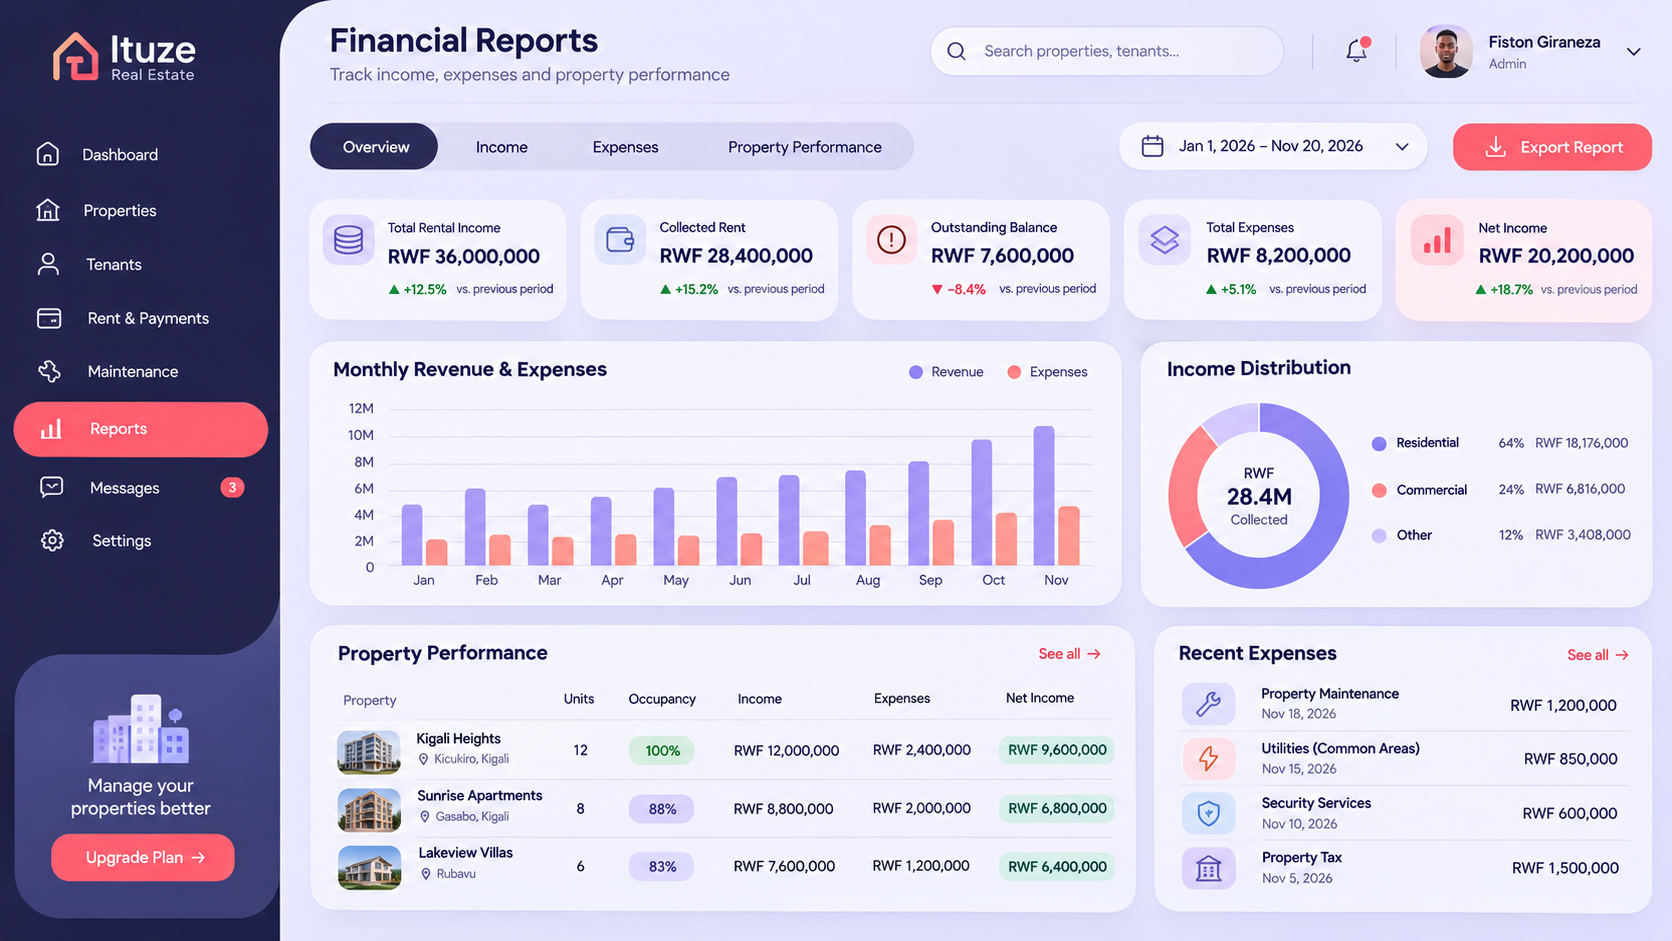 Ituze
Real Estate
Dashboard
Properties
Tenants
Rent & Payments
Maintenance
Reports
Messages 3
Settings
Manage your
properties better
Upgrade Plan →
Financial Reports
Track income, expenses and property performance
Search properties, tenants...
Fiston Giraneza
Admin
Overview Income Expenses Property Performance
Jan 1, 2026 – Nov 20, 2026
Export Report
Total Rental Income
RWF 36,000,000
▲ +12.5% vs. previous period
Collected Rent
RWF 28,400,000
▲ +15.2% vs. previous period
Outstanding Balance
RWF 7,600,000
▼ −8.4% vs. previous period
Total Expenses
RWF 8,200,000
▲ +5.1% vs. previous period
Net Income
RWF 20,200,000
▲ +18.7% vs. previous period
Monthly Revenue & Expenses
Revenue Expenses
12M
10M
8M
6M
4M
2M
0
Jan Feb Mar Apr May Jun Jul Aug Sep Oct Nov
Income Distribution
RWF
28.4M
Collected
Residential 64% RWF 18,176,000
Commercial 24% RWF 6,816,000
Other 12% RWF 3,408,000
Property Performance
See all →
Property Units Occupancy Income Expenses Net Income
Kigali Heights
Kicukiro, Kigali
12 100% RWF 12,000,000 RWF 2,400,000 RWF 9,600,000
Sunrise Apartments
Gasabo, Kigali
8 88% RWF 8,800,000 RWF 2,000,000 RWF 6,800,000
Lakeview Villas
Rubavu
6 83% RWF 7,600,000 RWF 1,200,000 RWF 6,400,000
Recent Expenses
See all →
Property Maintenance
Nov 18, 2026
RWF 1,200,000
Utilities (Common Areas)
Nov 15, 2026
RWF 850,000
Security Services
Nov 10, 2026
RWF 600,000
Property Tax
Nov 5, 2026
RWF 1,500,000